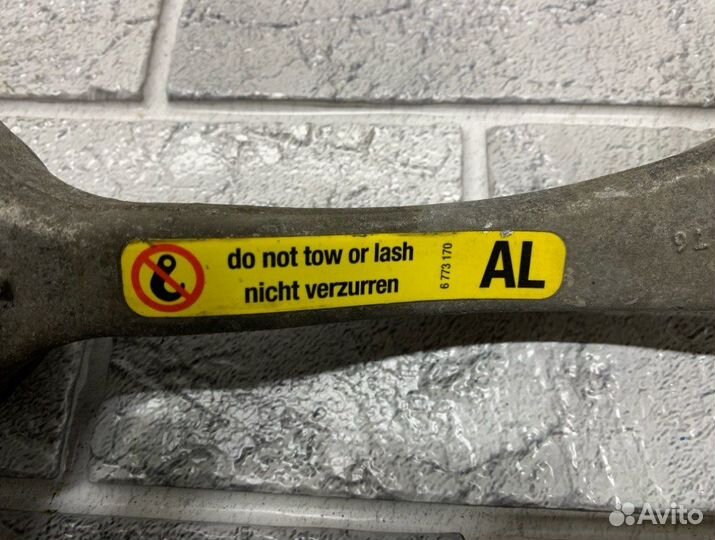 do not tow or lash
nicht verzurren
6 773 170
AL
Avito